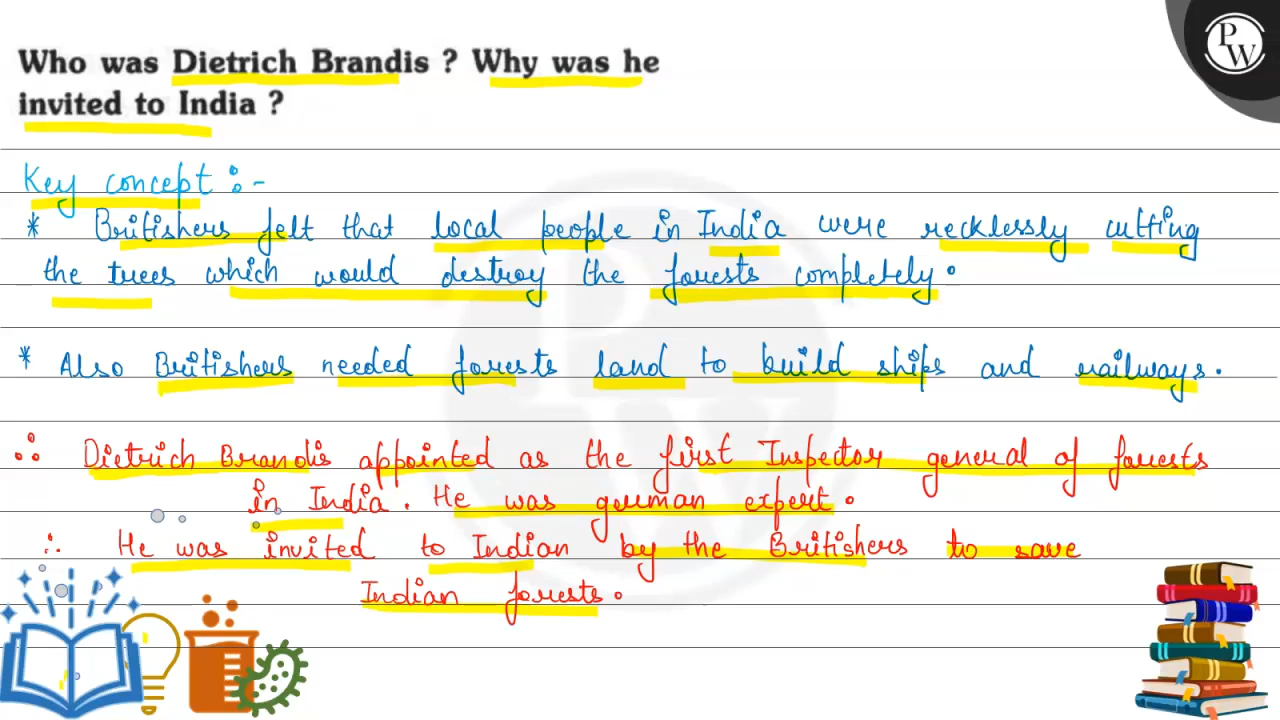 Who was Dietrich Brandis ? Why was he
invited to India ?
PW
Key concept :-
* Britishers felt that local people in India were recklessly cutting
the trees which would destroy the forests completely.
* Also Britishers needed forests land to build ships and railways.
∴ Dietrich Brandis appointed as the first Inspector general of forests
in India. He was german expert.
∴ He was invited to Indian by the Britishers to save
Indian forests.